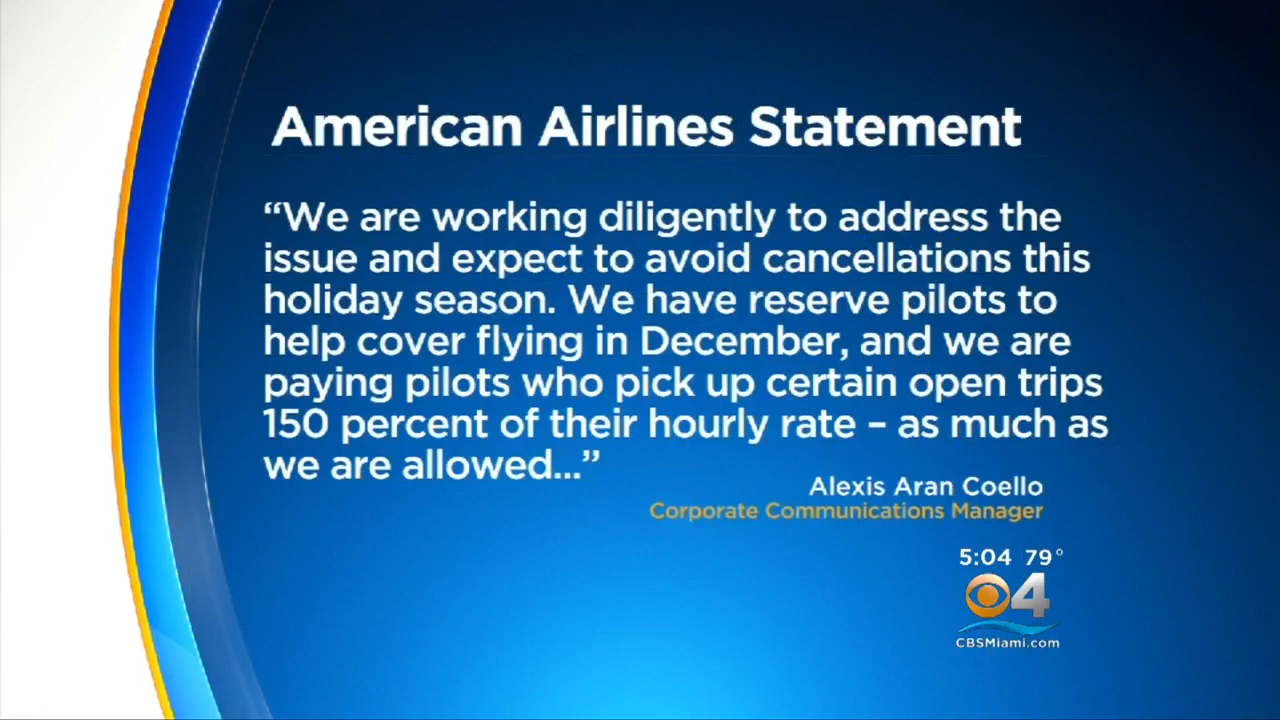 American Airlines Statement
“We are working diligently to address the
issue and expect to avoid cancellations this
holiday season. We have reserve pilots to
help cover flying in December, and we are
paying pilots who pick up certain open trips
150 percent of their hourly rate – as much as
we are allowed...”
Alexis Aran Coello
Corporate Communications Manager
5:04 79°
4
CBSMiami.com